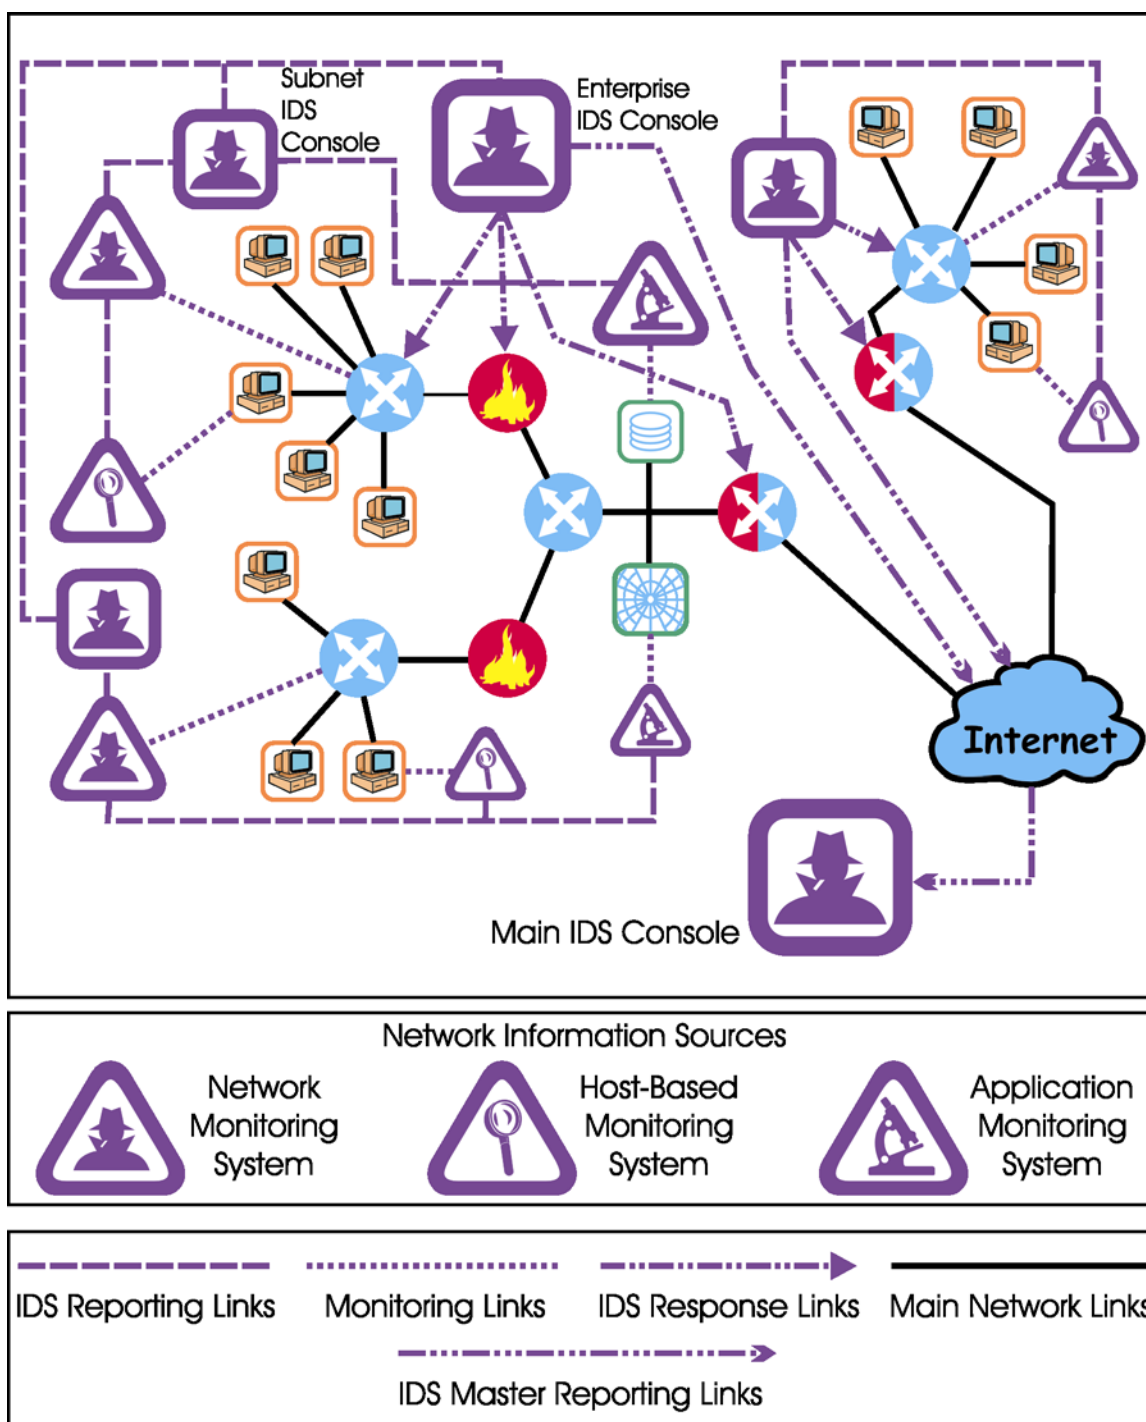 Subnet
IDS
Console
Enterprise
IDS Console
Internet
Main IDS Console
Network Information Sources
Network
Monitoring
System
Host-Based
Monitoring
System
Application
Monitoring
System
IDS Reporting Links
Monitoring Links
IDS Response Links
Main Network Links
IDS Master Reporting Links